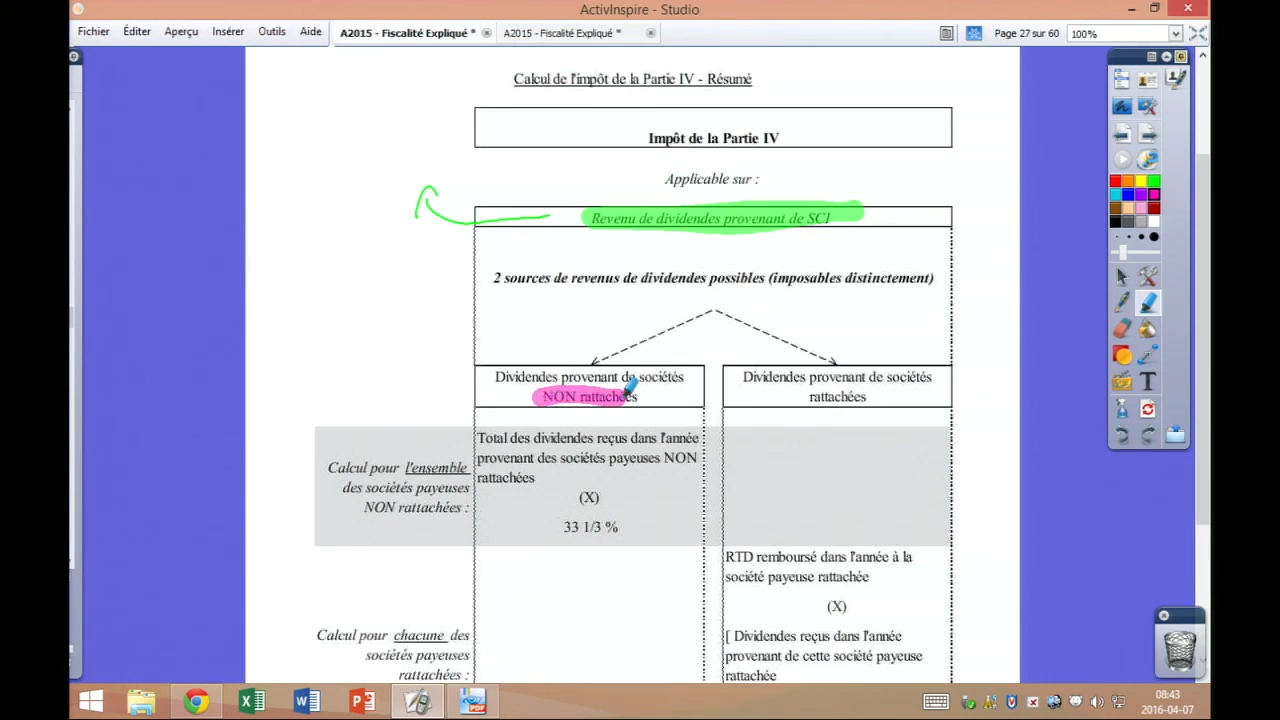 ActivInspire - Studio
Fichier Éditer Aperçu Insérer Outils Aide
A2015 - Fiscalité Expliqué *
A2015 - Fiscalité Expliqué *
Page 27 sur 60
100%
Calcul de l'impôt de la Partie IV - Résumé
Impôt de la Partie IV
Applicable sur :
Revenu de dividendes provenant de SCI
2 sources de revenus de dividendes possibles (imposables distinctement)
Dividendes provenant de sociétés
NON rattachées
Dividendes provenant de sociétés
rattachées
Calcul pour l'ensemble
des sociétés payeuses
NON rattachées :
Total des dividendes reçus dans l'année
provenant des sociétés payeuses NON
rattachées
(X)
33 1/3 %
RTD remboursé dans l'année à la
société payeuse rattachée
(X)
Calcul pour chacune des
sociétés payeuses
rattachées :
[ Dividendes reçus dans l'année
provenant de cette société payeuse
rattachée
08:43
2016-04-07